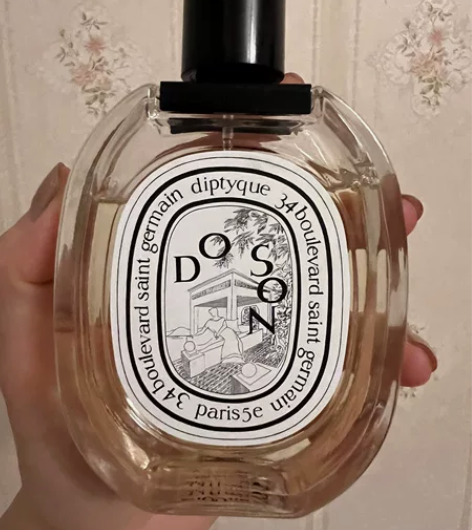 diptyque 34 boulevard saint germain paris5e 34 boulevard saint germain
DO
SON